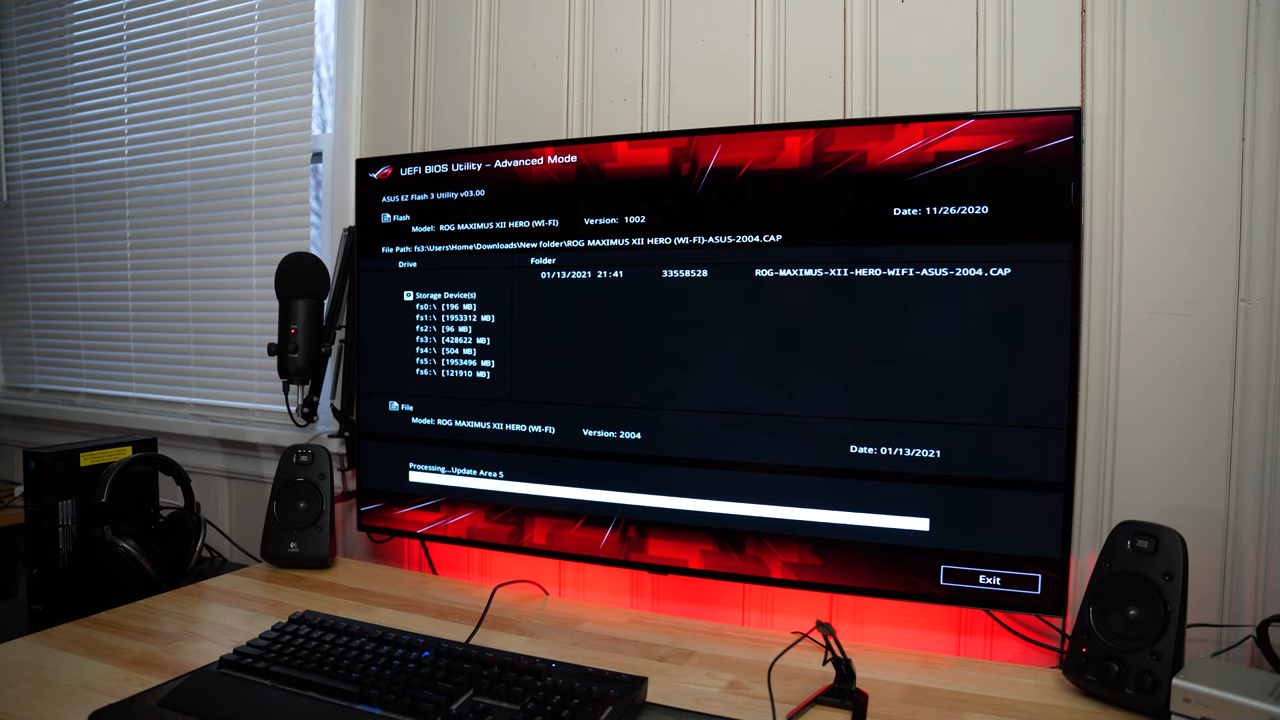 UEFI BIOS Utility – Advanced Mode
ASUS EZ Flash 3 Utility v03.00
Flash
Model: ROG MAXIMUS XII HERO (WI-FI) Version: 1002 Date: 11/26/2020
File Path: fs3:\Users\Home\Downloads\New folder\ROG MAXIMUS XII HERO (WI-FI)-ASUS-2004.CAP
Drive Folder
01/13/2021 21:41 33558528 ROG-MAXIMUS-XII-HERO-WIFI-ASUS-2004.CAP
Storage Device(s)
fs0:\ [196 MB]
fs1:\ [1953312 MB]
fs2:\ [96 MB]
fs3:\ [428622 MB]
fs4:\ [504 MB]
fs5:\ [1953496 MB]
fs6:\ [121910 MB]
File
Model: ROG MAXIMUS XII HERO (WI-FI) Version: 2004 Date: 01/13/2021
Processing...Update Area 5
Exit